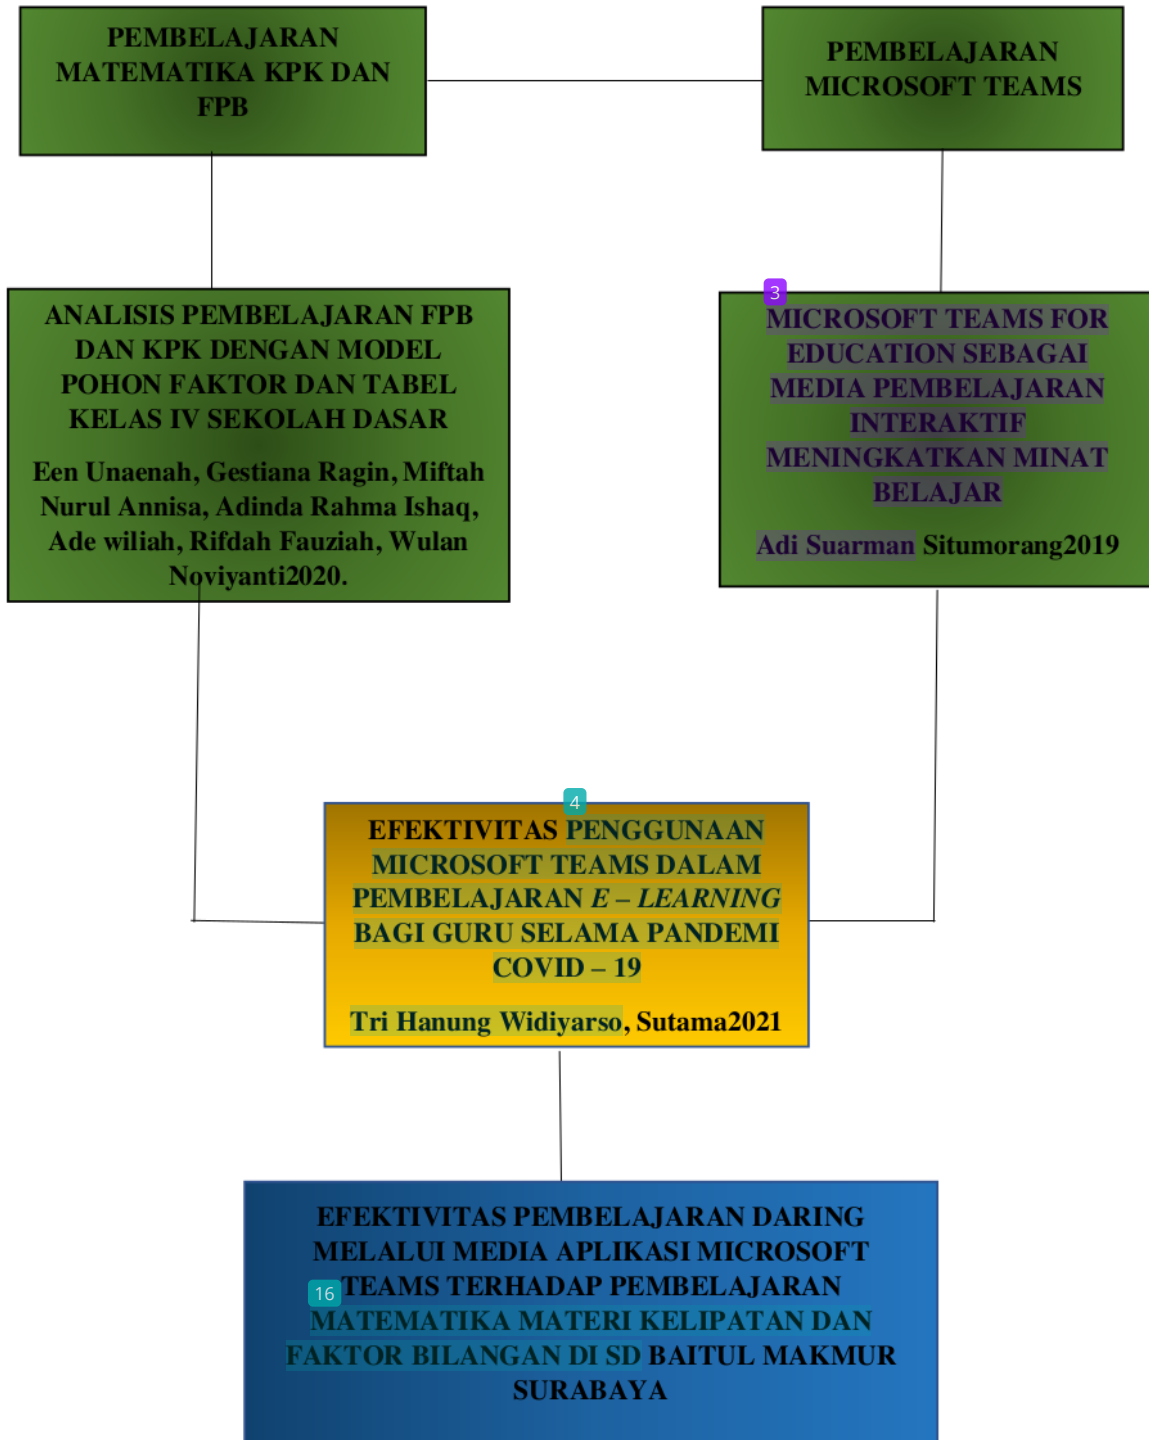 PEMBELAJARAN
MATEMATIKA KPK DAN
FPB
PEMBELAJARAN
MICROSOFT TEAMS
ANALISIS PEMBELAJARAN FPB
DAN KPK DENGAN MODEL
POHON FAKTOR DAN TABEL
KELAS IV SEKOLAH DASAR
Een Unaenah, Gestiana Ragin, Miftah
Nurul Annisa, Adinda Rahma Ishaq,
Ade wiliah, Rifdah Fauziah, Wulan
Noviyanti2020.
3
MICROSOFT TEAMS FOR
EDUCATION SEBAGAI
MEDIA PEMBELAJARAN
INTERAKTIF
MENINGKATKAN MINAT
BELAJAR
Adi Suarman Situmorang2019
4
EFEKTIVITAS PENGGUNAAN
MICROSOFT TEAMS DALAM
PEMBELAJARAN E – LEARNING
BAGI GURU SELAMA PANDEMI
COVID – 19
Tri Hanung Widiyarso, Sutama2021
EFEKTIVITAS PEMBELAJARAN DARING
MELALUI MEDIA APLIKASI MICROSOFT
16
TEAMS TERHADAP PEMBELAJARAN
MATEMATIKA MATERI KELIPATAN DAN
FAKTOR BILANGAN DI SD BAITUL MAKMUR
SURABAYA